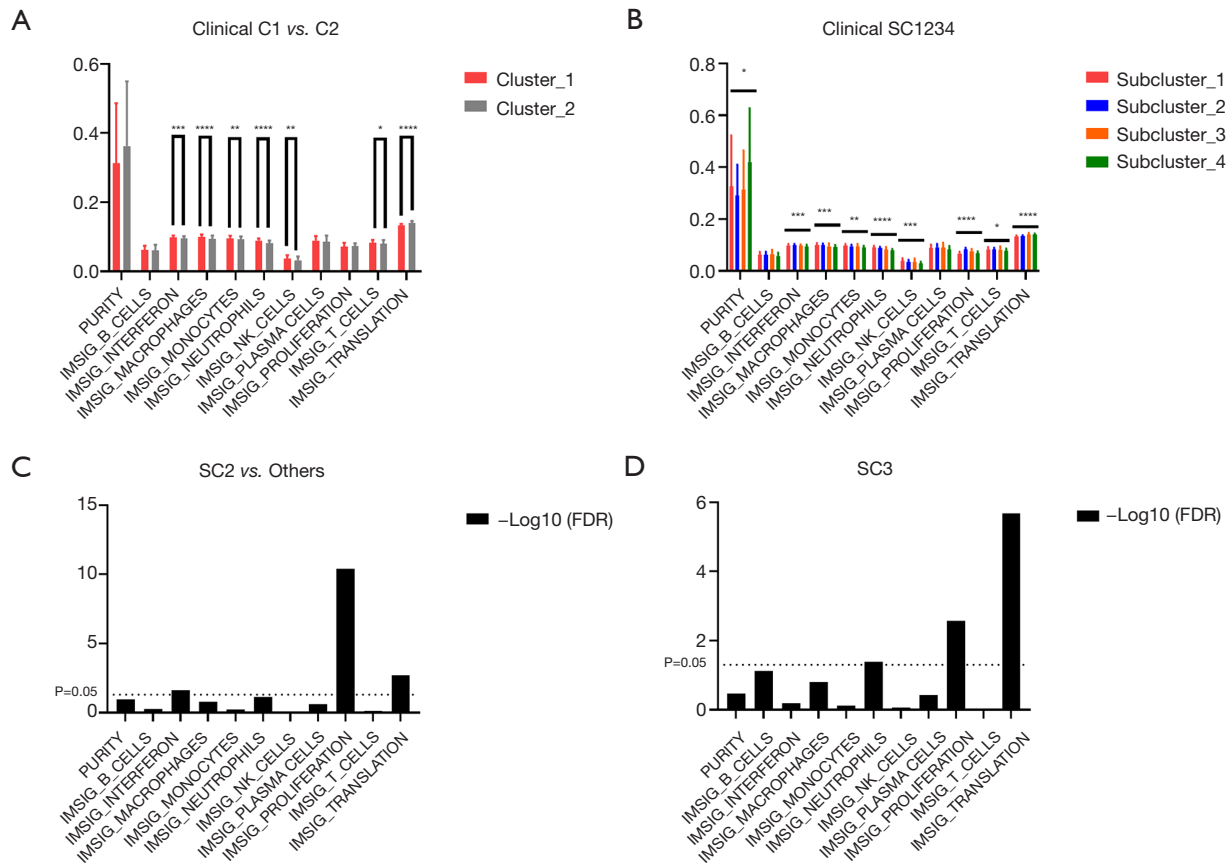 A
Clinical C1 vs. C2
0.6
0.4
0.2
0.0
*** **** ** **** ** * ****
Cluster_1
Cluster_2
PURITY
IMSIG_B_CELLS
IMSIG_INTERFERON
IMSIG_MACROPHAGES
IMSIG_MONOCYTES
IMSIG_NEUTROPHILS
IMSIG_NK_CELLS
IMSIG_PLASMA CELLS
IMSIG_PROLIFERATION
IMSIG_T_CELLS
IMSIG_TRANSLATION
B
Clinical SC1234
0.8
0.6
0.4
0.2
0.0
* *** *** ** **** *** **** * ****
Subcluster_1
Subcluster_2
Subcluster_3
Subcluster_4
PURITY
IMSIG_B_CELLS
IMSIG_INTERFERON
IMSIG_MACROPHAGES
IMSIG_MONOCYTES
IMSIG_NEUTROPHILS
IMSIG_NK_CELLS
IMSIG_PLASMA CELLS
IMSIG_PROLIFERATION
IMSIG_T_CELLS
IMSIG_TRANSLATION
C
SC2 vs. Others
15
10
5
P=0.05
0
–Log10 (FDR)
PURITY
IMSIG_B_CELLS
IMSIG_INTERFERON
IMSIG_MACROPHAGES
IMSIG_MONOCYTES
IMSIG_NEUTROPHILS
IMSIG_NK_CELLS
IMSIG_PLASMA CELLS
IMSIG_PROLIFERATION
IMSIG_T_CELLS
IMSIG_TRANSLATION
D
SC3
6
4
2
P=0.05
0
–Log10 (FDR)
PURITY
IMSIG_B_CELLS
IMSIG_INTERFERON
IMSIG_MACROPHAGES
IMSIG_MONOCYTES
IMSIG_NEUTROPHILS
IMSIG_NK_CELLS
IMSIG_PLASMA CELLS
IMSIG_PROLIFERATION
IMSIG_T_CELLS
IMSIG_TRANSLATION